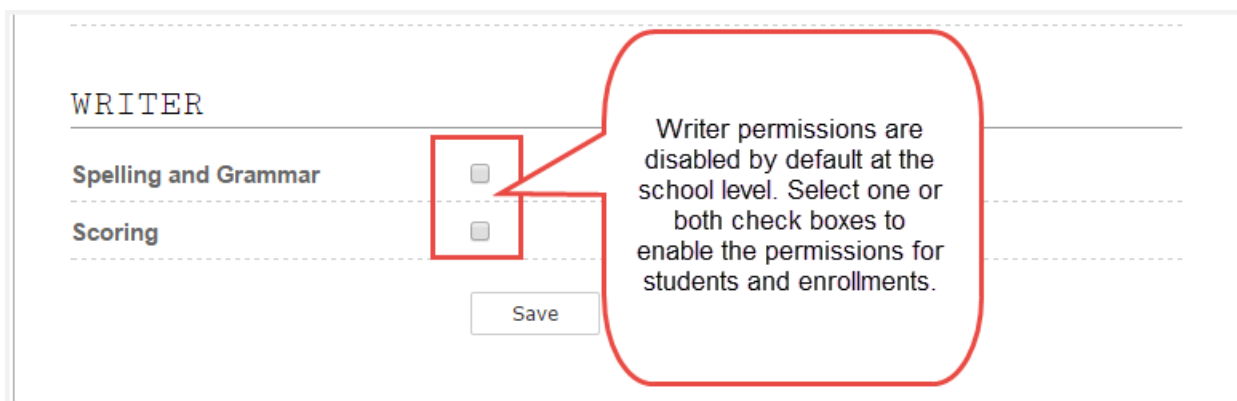 WRITER
Spelling and Grammar
Scoring
Save
Writer permissions are
disabled by default at the
school level. Select one or
both check boxes to
enable the permissions for
students and enrollments.